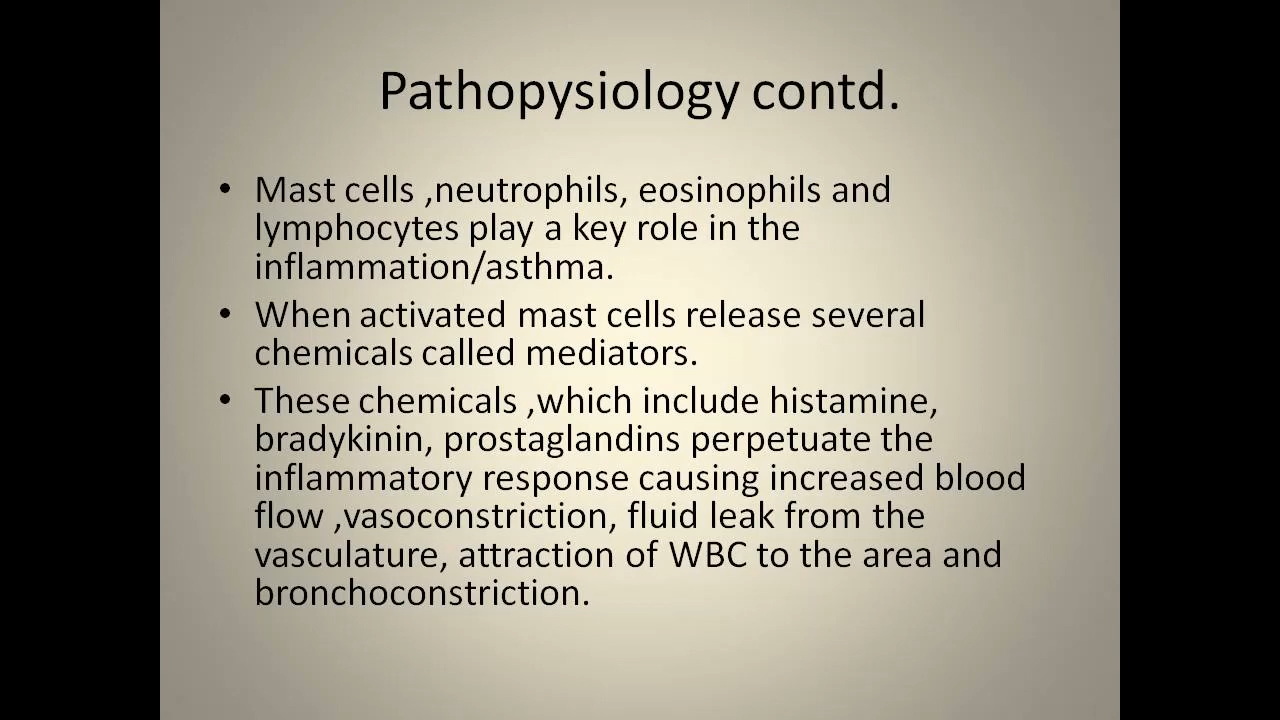 Pathopysiology contd.
• Mast cells ,neutrophils, eosinophils and
lymphocytes play a key role in the
inflammation/asthma.
• When activated mast cells release several
chemicals called mediators.
• These chemicals ,which include histamine,
bradykinin, prostaglandins perpetuate the
inflammatory response causing increased blood
flow ,vasoconstriction, fluid leak from the
vasculature, attraction of WBC to the area and
bronchoconstriction.